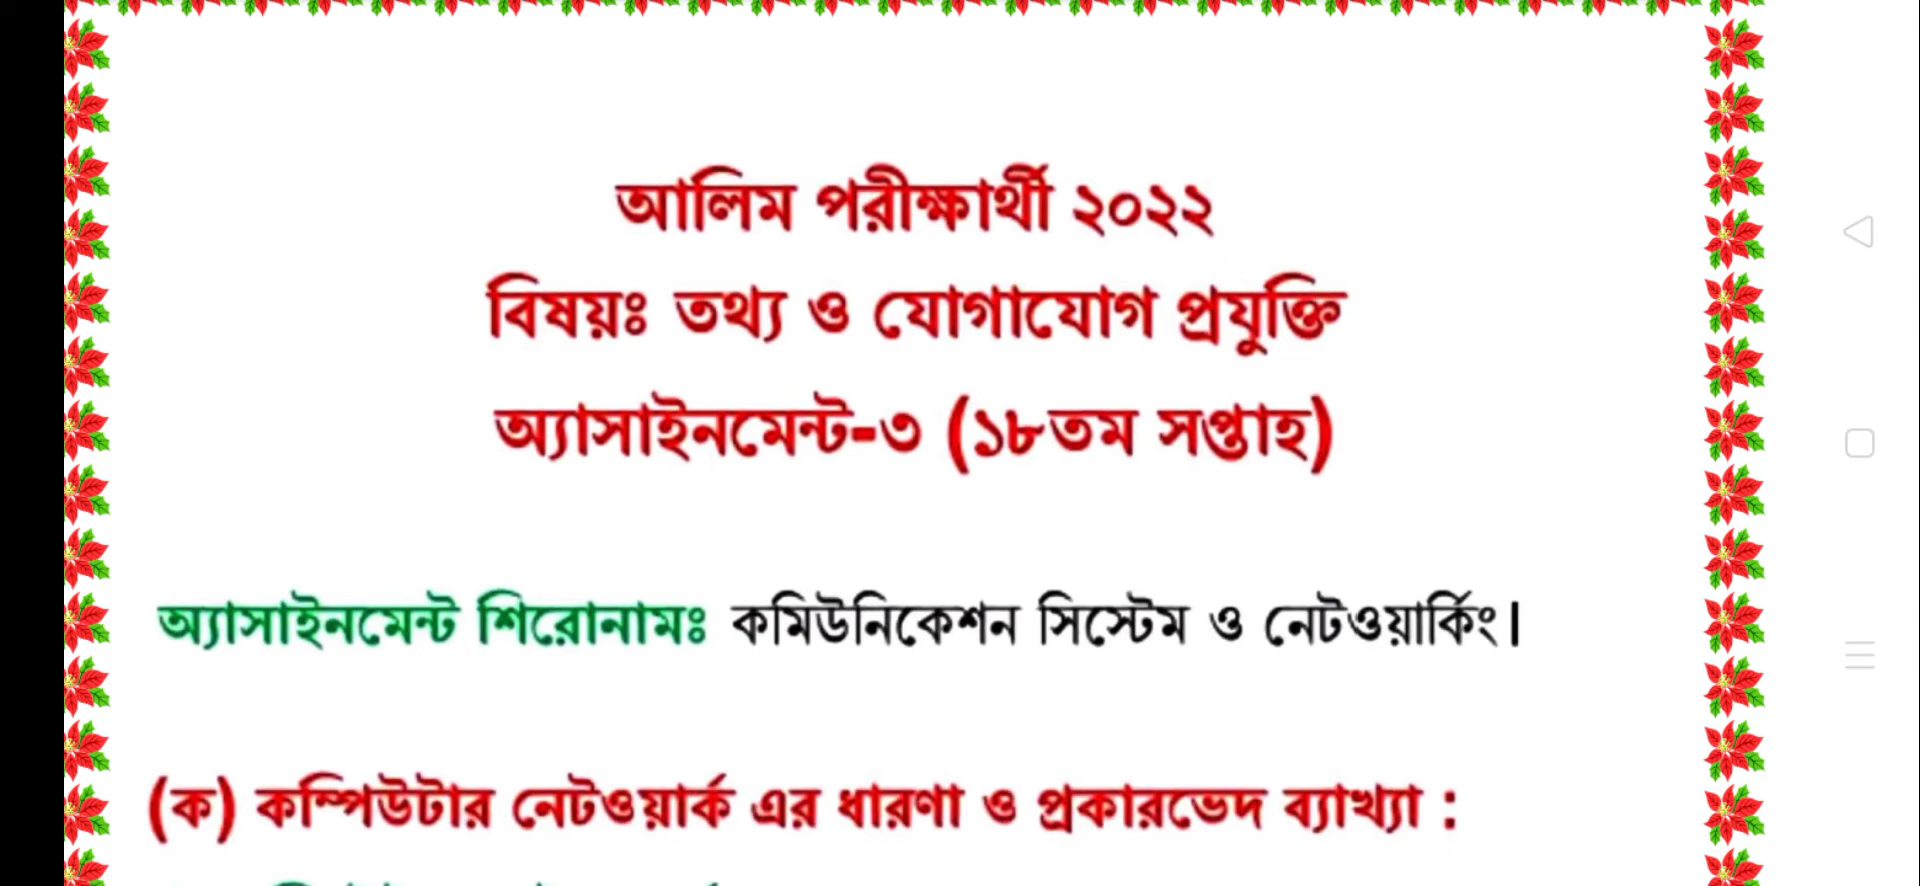 আলিম পরীক্ষার্থী ২০২২
বিষয়ঃ তথ্য ও যোগাযোগ প্রযুক্তি
অ্যাসাইনমেন্ট-৩ (১৮তম সপ্তাহ)
অ্যাসাইনমেন্ট শিরোনামঃ কমিউনিকেশন সিস্টেম ও নেটওয়ার্কিং।
(ক) কম্পিউটার নেটওয়ার্ক এর ধারণা ও প্রকারভেদ ব্যাখ্যা :